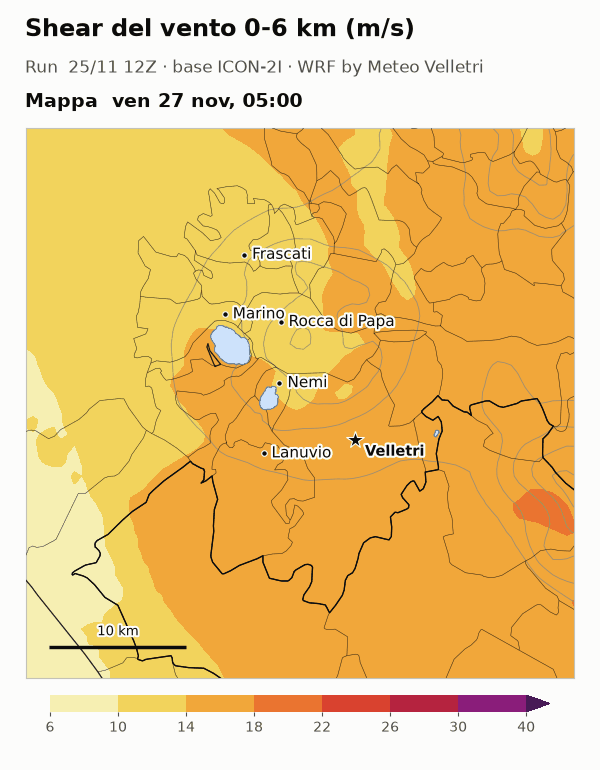 Shear del vento 0-6 km (m/s)
Run  25/11 12Z · base ICON-2I · WRF by Meteo Velletri
Mappa  ven 27 nov, 05:00
Frascati
Marino
Rocca di Papa
Nemi
Velletri
Lanuvio
10 km
6 10 14 18 22 26 30 40